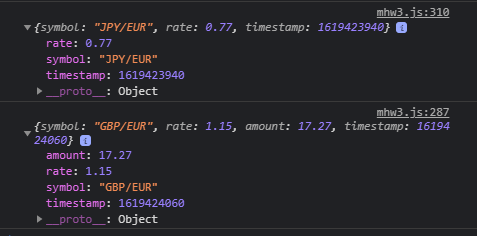 mhw3.js:310
{symbol: "JPY/EUR", rate: 0.77, timestamp: 1619423940} i
rate: 0.77
symbol: "JPY/EUR"
timestamp: 1619423940
__proto__: Object
mhw3.js:287
{symbol: "GBP/EUR", rate: 1.15, amount: 17.27, timestamp: 16194
24060} i
amount: 17.27
rate: 1.15
symbol: "GBP/EUR"
timestamp: 1619424060
__proto__: Object